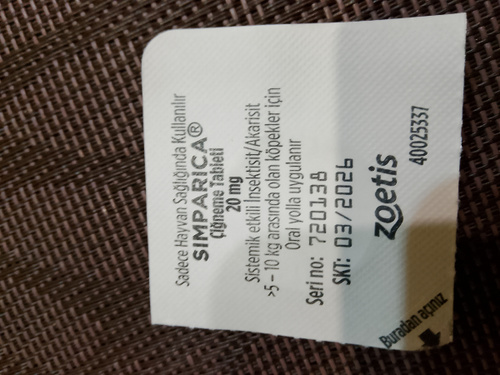 Sadece Hayvan Sağlığında Kullanılır
SIMPARICA®
Çiğneme Tableti
20 mg
Sistemik etkili İnsektisit/Akarisit
>5 – 10 kg arasında olan köpekler için
Oral yolla uygulanır
Seri no: 720138
SKT: 03/2026
zoetis
40025337
Buradan açınız